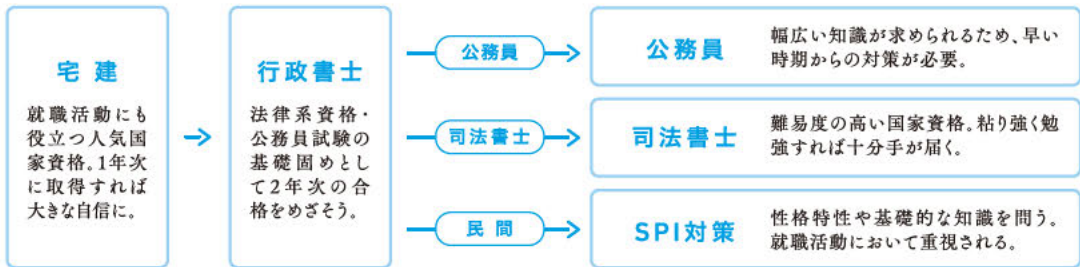 宅建
就職活動にも
役立つ人気国
家資格。1年次
に取得すれば
大きな自信に。
行政書士
法律系資格・
公務員試験の
基礎固めとし
て2年次の合
格をめざそう。
公務員
公務員
幅広い知識が求められるため、早い
時期からの対策が必要。
司法書士
司法書士
難易度の高い国家資格。粘り強く勉
強すれば十分手が届く。
民間
SPI対策
性格特性や基礎的な知識を問う。
就職活動において重視される。